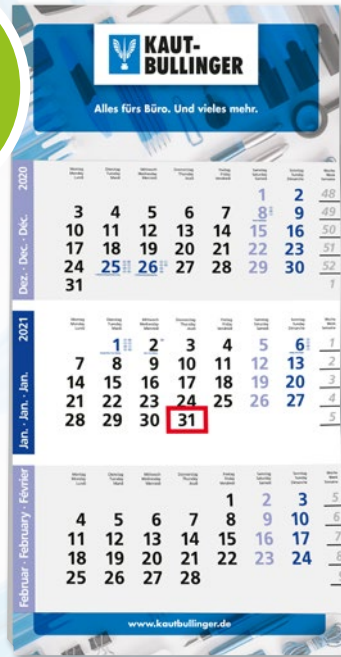 KAUT-
BULLINGER
Alles fürs Büro. Und vieles mehr.
2020
Dez. · Dec. · Déc.
1 2 48
3 4 5 6 7 8 9 49
10 11 12 13 14 15 16 50
17 18 19 20 21 22 23 51
24 25 26 27 28 29 30 52
31 1
2021
Jan. · Jan. · Jan.
1 2 3 4 5 6 1
7 8 9 10 11 12 13 2
14 15 16 17 18 19 20 3
21 22 23 24 25 26 27 4
28 29 30 31 5
Februar · February · Février
1 2 3 5
4 5 6 7 8 9 10 6
11 12 13 14 15 16 17 7
18 19 20 21 22 23 24 8
25 26 27 28
www.kautbullinger.de